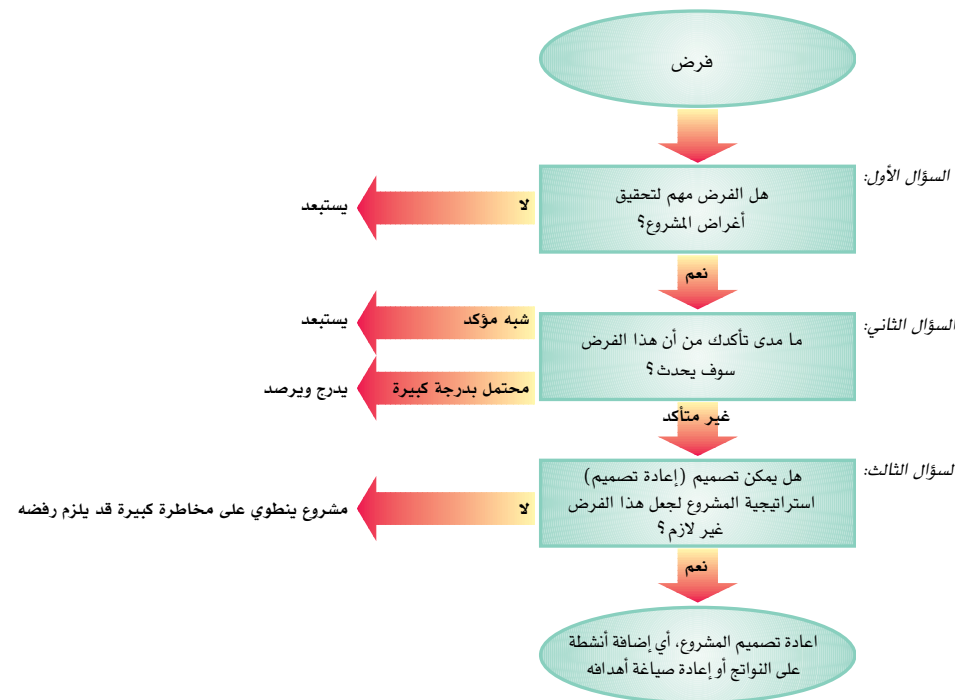 فرض
السؤال الأول:
هل الفرض مهم لتحقيق
أغراض المشروع؟
لا
يستبعد
نعم
السؤال الثاني:
ما مدى تأكدك من أن هذا الفرض
سوف يحدث؟
شبه مؤكد
يستبعد
محتمل بدرجة كبيرة
يدرج ويرصد
غير متأكد
السؤال الثالث:
هل يمكن تصميم (إعادة تصميم)
استراتيجية المشروع لجعل هذا الفرض
غير لازم؟
لا
مشروع ينطوي على مخاطرة كبيرة قد يلزم رفضه
نعم
اعادة تصميم المشروع، أي إضافة أنشطة
على النواتج أو إعادة صياغة أهدافه